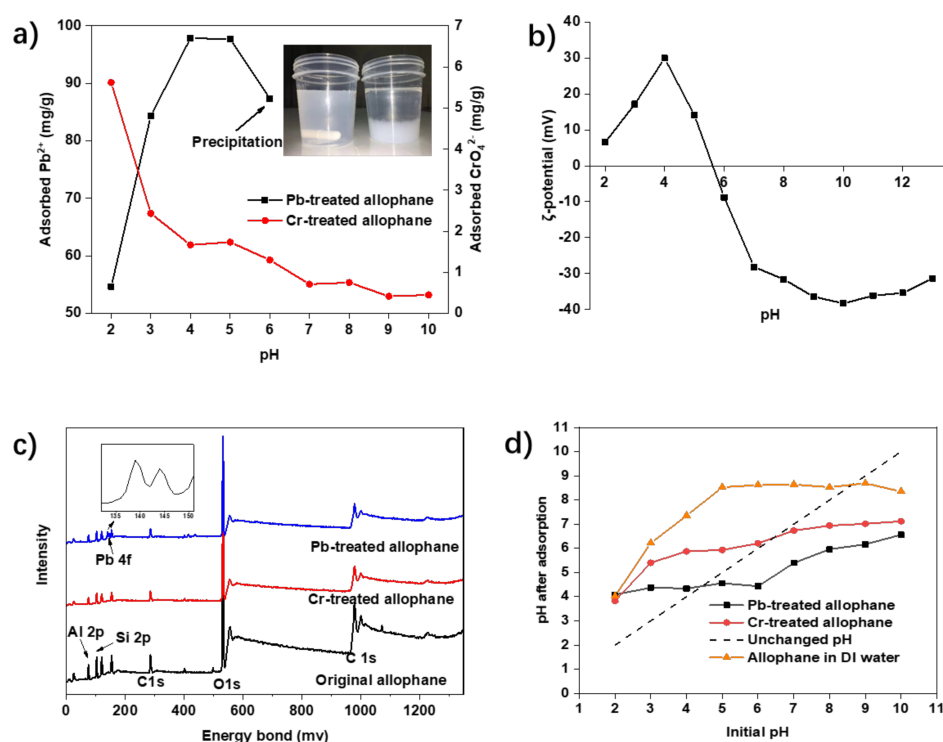 a)
100
90
80
70
60
50
Adsorbed Pb²⁺ (mg/g)
7
6
5
4
3
2
1
0
Adsorbed CrO₄²⁻ (mg/g)
Precipitation
Pb-treated allophane
Cr-treated allophane
2 3 4 5 6 7 8 9 10
pH
b)
40
30
20
10
0
-10
-20
-30
-40
ζ-potential (mV)
2 4 6 8 10 12
pH
c)
135 140 145 150
Pb 4f
Pb-treated allophane
Cr-treated allophane
Al 2p
Si 2p
C1s
O1s
C 1s
Original allophane
Intensity
0 200 400 600 800 1000 1200
Energy bond (mv)
d)
11
10
9
8
7
6
5
4
3
2
1
0
pH after adsorption
Pb-treated allophane
Cr-treated allophane
Unchanged pH
Allophane in DI water
1 2 3 4 5 6 7 8 9 10 11
Initial pH